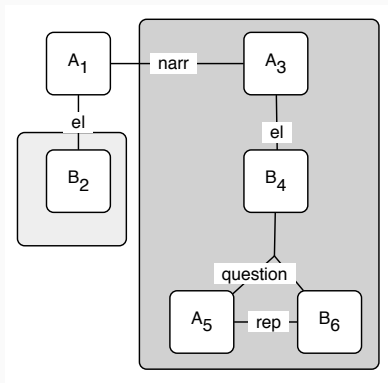 A1 narr A3
el
el
B2
B4
question
A5 rep B6